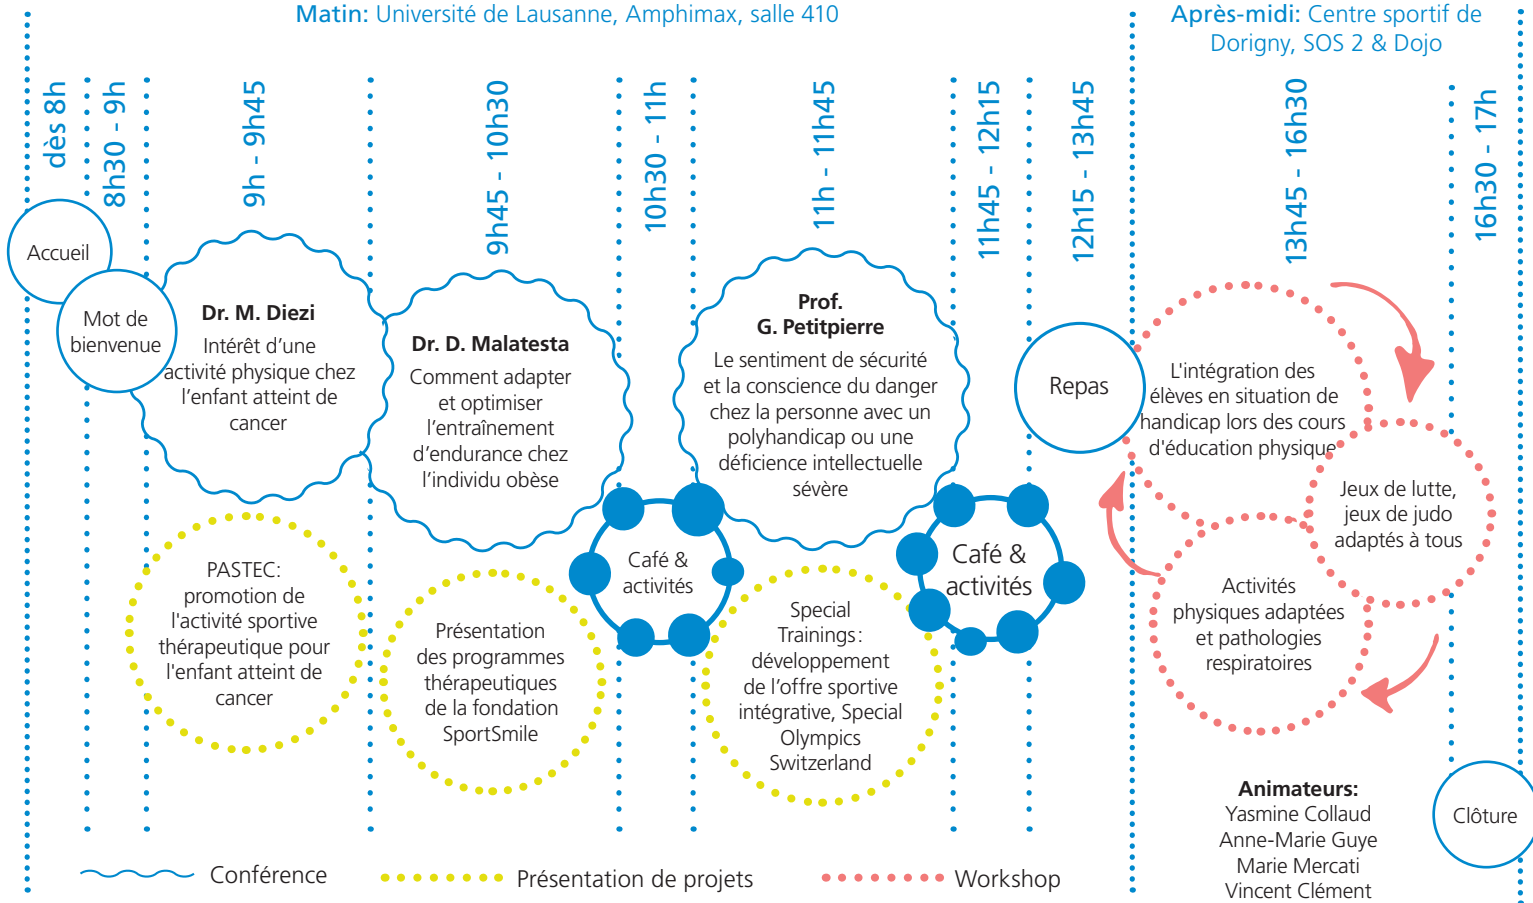 Matin: Université de Lausanne, Amphimax, salle 410
Après-midi: Centre sportif de
Dorigny, SOS 2 & Dojo
dès 8h
8h30 - 9h
9h - 9h45
9h45 - 10h30
10h30 - 11h
11h - 11h45
11h45 - 12h15
12h15 - 13h45
13h45 - 16h30
16h30 - 17h
Accueil
Mot de
bienvenue
Dr. M. Diezi
Intérêt d’une
activité physique chez
l’enfant atteint de
cancer
Dr. D. Malatesta
Comment adapter
et optimiser
l’entraînement
d’endurance chez
l’individu obèse
Prof.
G. Petitpierre
Le sentiment de sécurité
et la conscience du danger
chez la personne avec un
polyhandicap ou une
déficience intellectuelle
sévère
Repas
L'intégration des
élèves en situation de
handicap lors des cours
d'éducation physique
Jeux de lutte,
jeux de judo
adaptés à tous
Activités
physiques adaptées
et pathologies
respiratoires
PASTEC:
promotion de
l'activité sportive
thérapeutique pour
l'enfant atteint de
cancer
Présentation
des programmes
thérapeutiques
de la fondation
SportSmile
Café &
activités
Special
Trainings:
développement
de l’offre sportive
intégrative, Special
Olympics
Switzerland
Café &
activités
Animateurs:
Yasmine Collaud
Anne-Marie Guye
Marie Mercati
Vincent Clément
Clôture
Conférence
Présentation de projets
Workshop